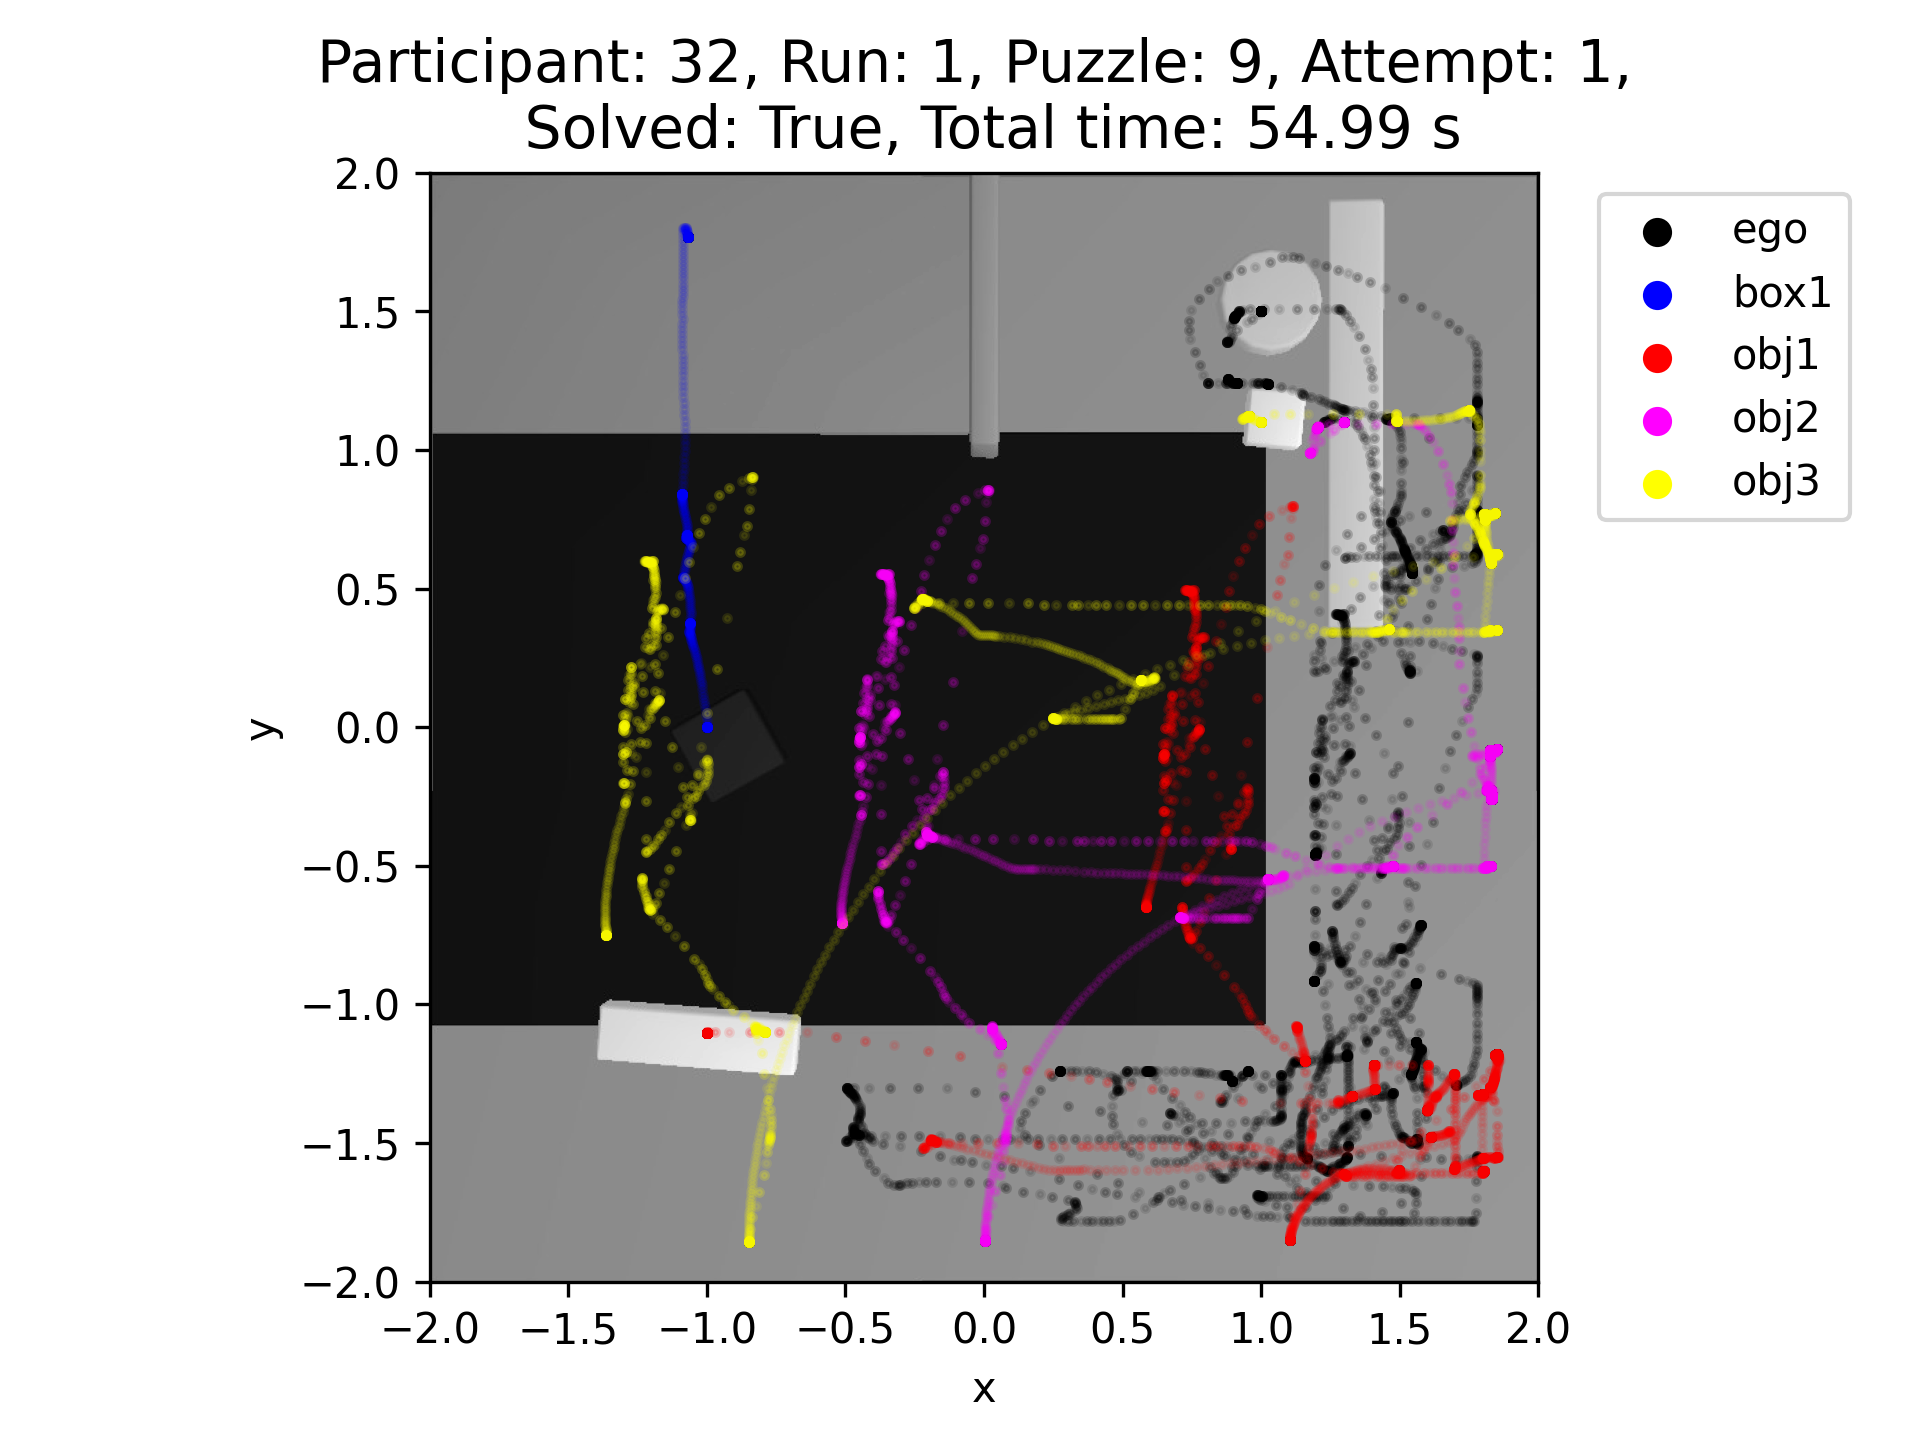 Participant: 32, Run: 1, Puzzle: 9, Attempt: 1,
Solved: True, Total time: 54.99 s
2.0
1.5
1.0
0.5
0.0
−0.5
−1.0
−1.5
−2.0
y
−2.0 −1.5 −1.0 −0.5 0.0 0.5 1.0 1.5 2.0
x
ego
box1
obj1
obj2
obj3